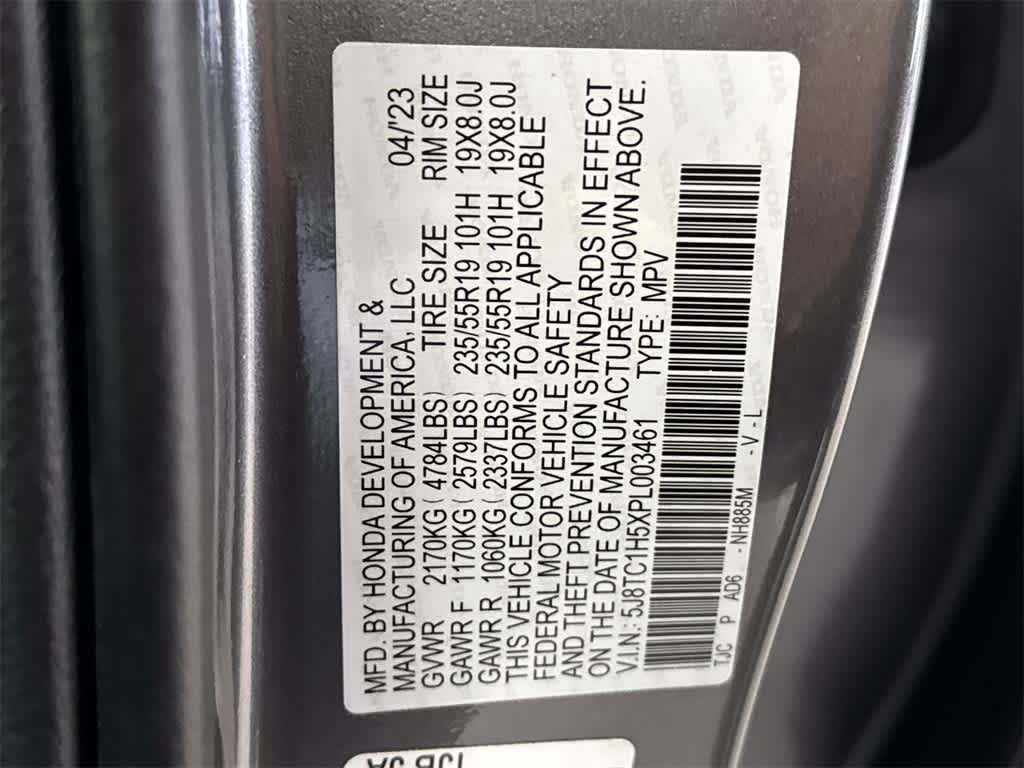 MFD. BY HONDA DEVELOPMENT &
MANUFACTURING OF AMERICA, LLC 04/'23
GVWR 2170KG ( 4784LBS) TIRE SIZE RIM SIZE
GAWR F 1170KG ( 2579LBS) 235/55R19 101H 19X8.0J
GAWR R 1060KG ( 2337LBS) 235/55R19 101H 19X8.0J
THIS VEHICLE CONFORMS TO ALL APPLICABLE
FEDERAL MOTOR VEHICLE SAFETY
AND THEFT PREVENTION STANDARDS IN EFFECT
ON THE DATE OF MANUFACTURE SHOWN ABOVE.
V.I.N.: 5J8TC1H5XPL003461 TYPE: MPV
TJC P AD6 - NH885M - V - L